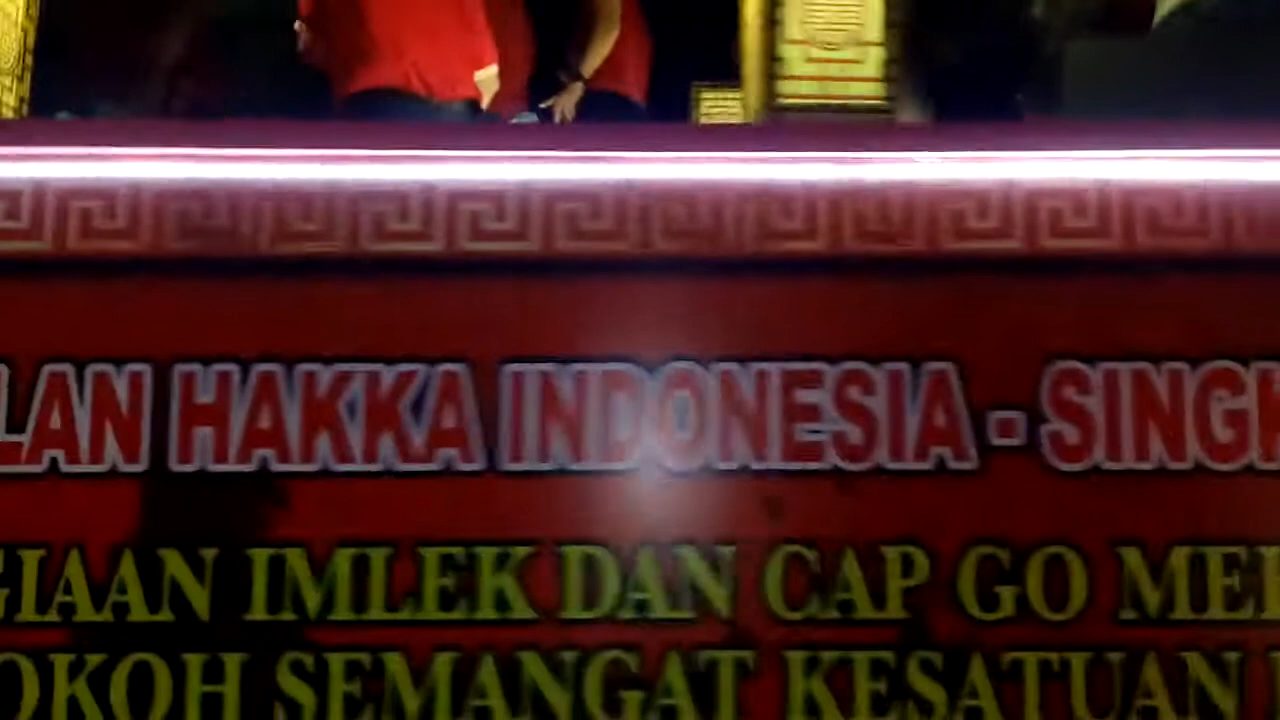 LAN HAKKA INDONESIA - SINGK
GIAAN IMLEK DAN CAP GO ME
OKOH SEMANGAT KESATUAN